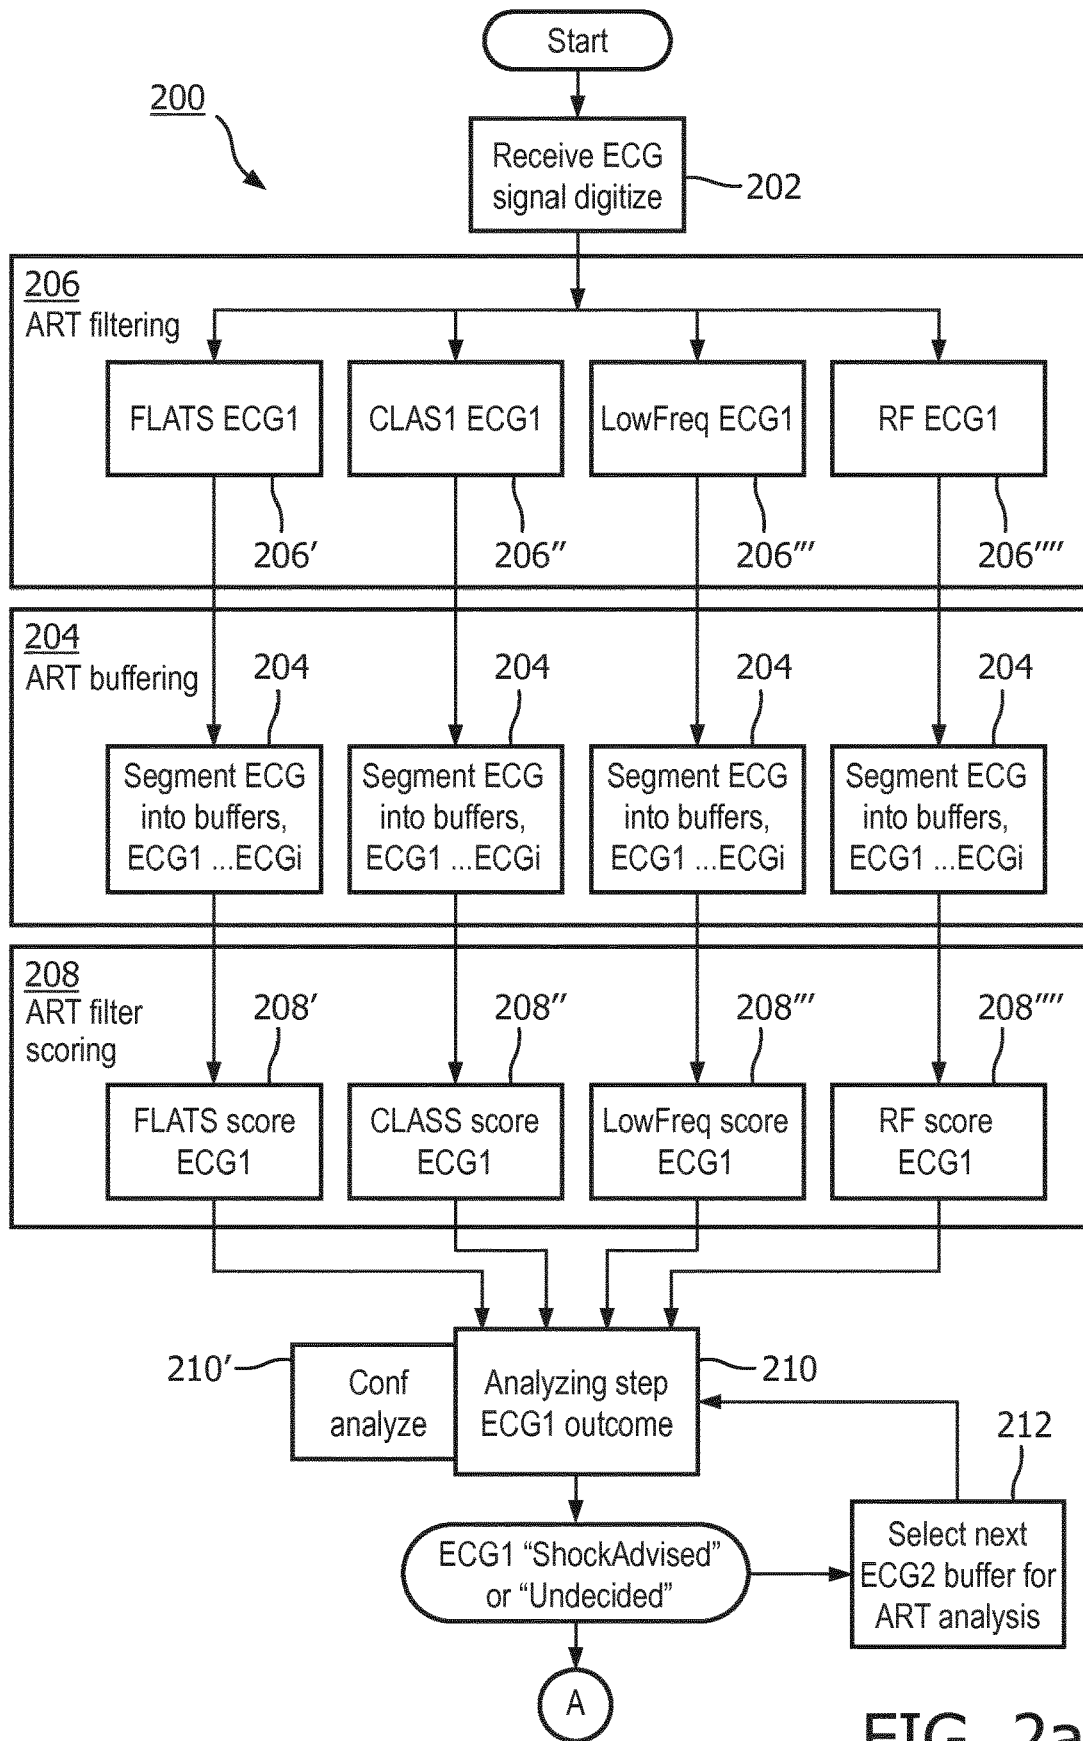 Start
200
Receive ECG
signal digitize
202
206
ART filtering
FLATS ECG1
CLAS1 ECG1
LowFreq ECG1
RF ECG1
206'
206"
206'"
206""
204
ART buffering
204
204
204
204
Segment ECG
into buffers,
ECG1 ...ECGi
Segment ECG
into buffers,
ECG1 ...ECGi
Segment ECG
into buffers,
ECG1 ...ECGi
Segment ECG
into buffers,
ECG1 ...ECGi
208
ART filter
scoring
208'
208"
208'"
208""
FLATS score
ECG1
CLASS score
ECG1
LowFreq score
ECG1
RF score
ECG1
210'
Conf
analyze
Analyzing step
ECG1 outcome
210
212
Select next
ECG2 buffer for
ART analysis
ECG1 “ShockAdvised”
or “Undecided”
A
FIG. 2a